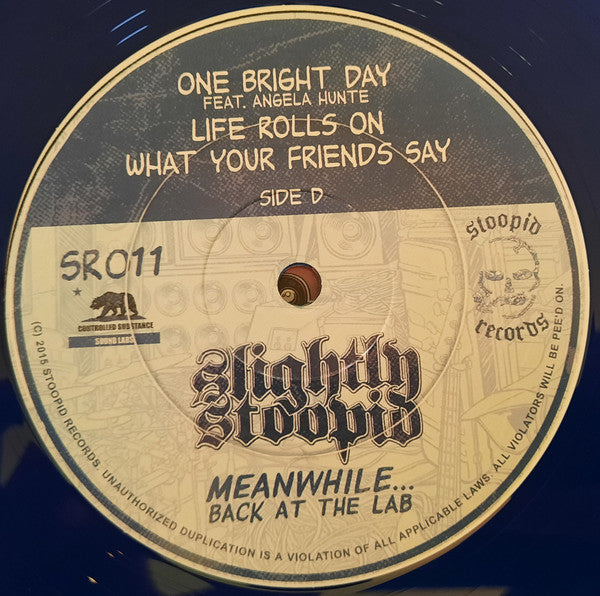 ONE BRIGHT DAY
FEAT. ANGELA HUNTE
LIFE ROLLS ON
WHAT YOUR FRIENDS SAY
SIDE D
SR011
CONTROLLED SUBSTANCE
SOUND LABS
stoopid
records
slightly
stoopid
MEANWHILE...
BACK AT THE LAB
(C) 2015 STOOPID RECORDS. UNAUTHORIZED DUPLICATION IS A VIOLATION OF ALL APPLICABLE LAWS. ALL VIOLATORS WILL BE PEE'D ON.